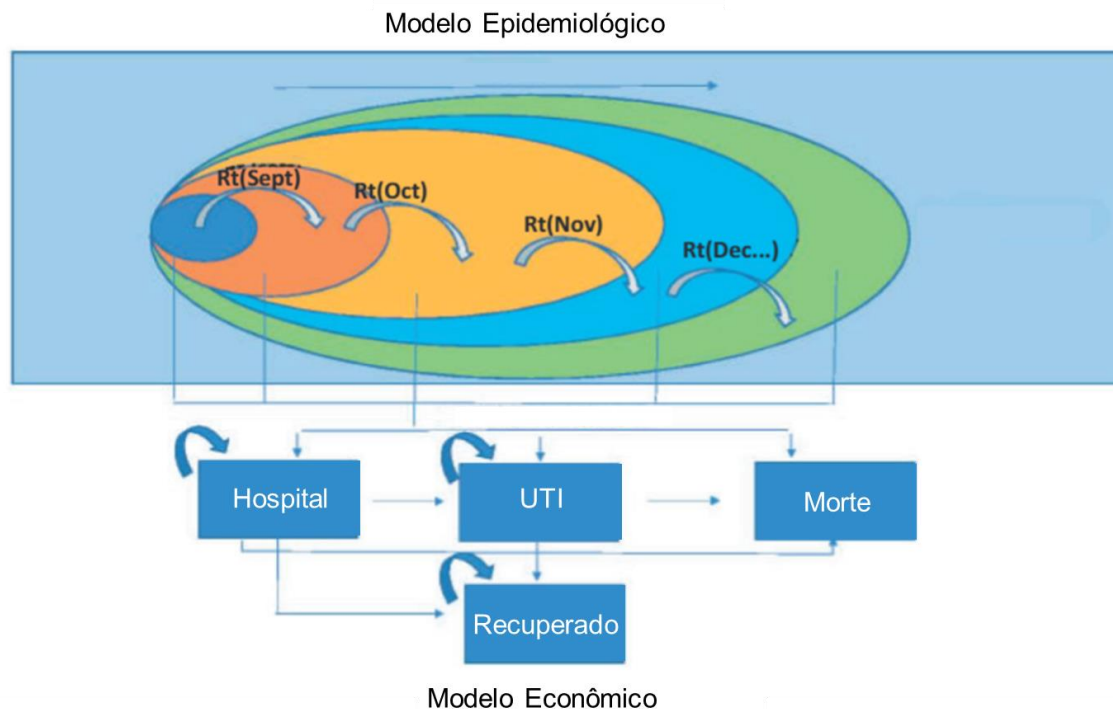 Modelo Epidemiológico
Rt(Sept)
Rt(Oct)
Rt(Nov)
Rt(Dec...)
Hospital
UTI
Morte
Recuperado
Modelo Econômico